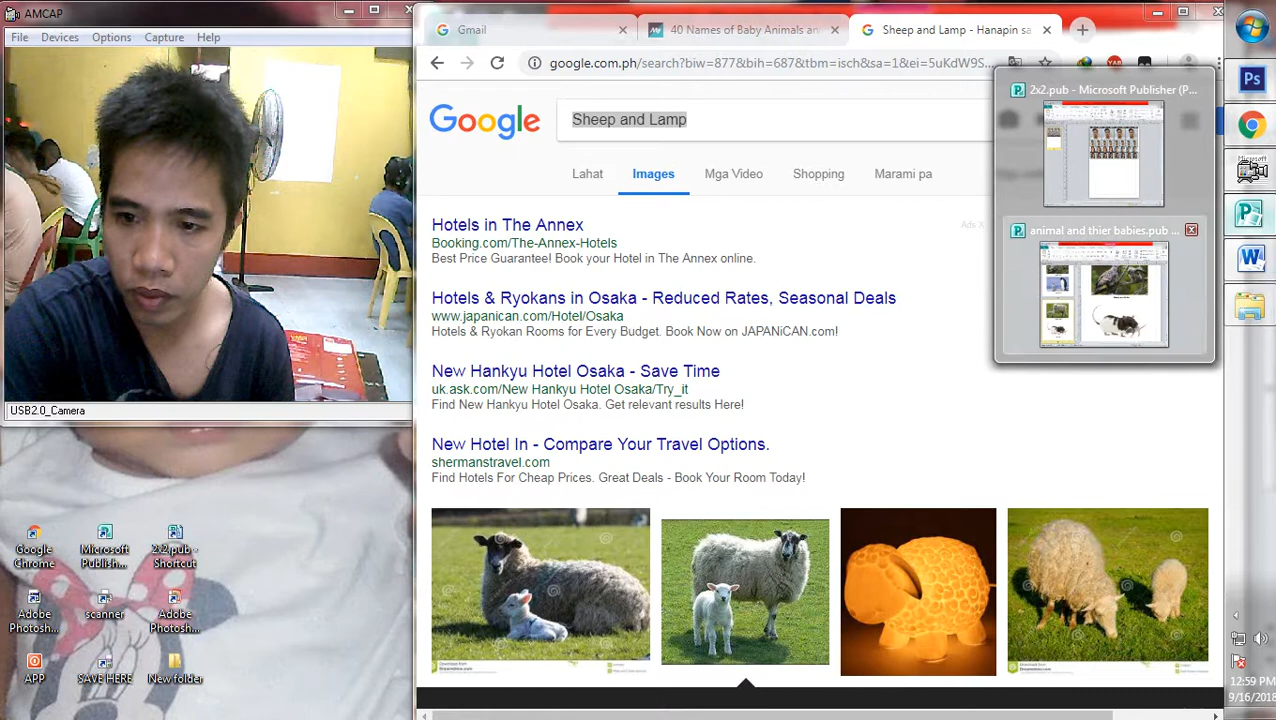 AMCAP
File Devices Options Capture Help
USB2.0_Camera
Google Chrome
Microsoft Publish...
2x2.pub - Shortcut
Adobe Photosh...
scanner
Adobe Photosh...
APP
SAVE HERE
New folder
Gmail
40 Names of Baby Animals an
Sheep and Lamp - Hanapin sa
google.com.ph/search?biw=877&bih=687&tbm=isch&sa=1&ei=5uKdW9S...
Google
Sheep and Lamp
Lahat Images Mga Video Shopping Marami pa
Hotels in The Annex
Ads
Booking.com/The-Annex-Hotels
Best Price Guarantee! Book your Hotel in The Annex online.
Hotels & Ryokans in Osaka - Reduced Rates, Seasonal Deals
www.japanican.com/Hotel/Osaka
Hotels & Ryokan Rooms for Every Budget. Book Now on JAPANiCAN.com!
New Hankyu Hotel Osaka - Save Time
uk.ask.com/New Hankyu Hotel Osaka/Try_it
Find New Hankyu Hotel Osaka. Get relevant results Here!
New Hotel In - Compare Your Travel Options.
shermanstravel.com
Find Hotels For Cheap Prices. Great Deals - Book Your Room Today!
2x2.pub - Microsoft Publisher (P...
animal and thier babies.pub ...
Ps
Microsoft
12:59 PM
9/16/2018